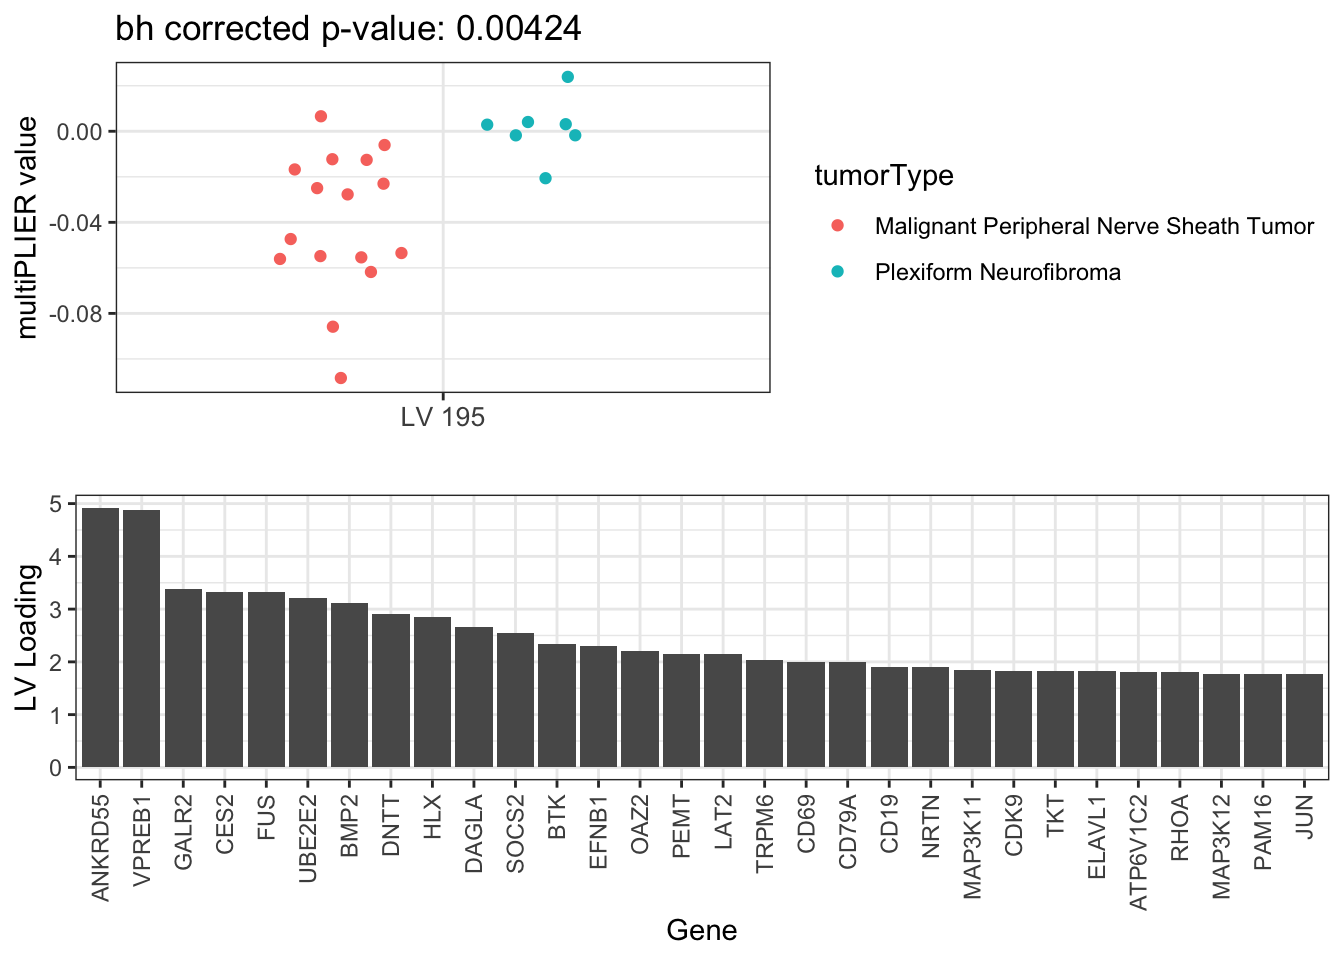 bh corrected p-value: 0.00424
multiPLIER value
0.00
-0.04
-0.08
LV 195
tumorType
Malignant Peripheral Nerve Sheath Tumor
Plexiform Neurofibroma
LV Loading
5
4
3
2
1
0
ANKRD55
VPREB1
GALR2
CES2
FUS
UBE2E2
BMP2
DNTT
HLX
DAGLA
SOCS2
BTK
EFNB1
OAZ2
PEMT
LAT2
TRPM6
CD69
CD79A
CD19
NRTN
MAP3K11
CDK9
TKT
ELAVL1
ATP6V1C2
RHOA
MAP3K12
PAM16
JUN
Gene